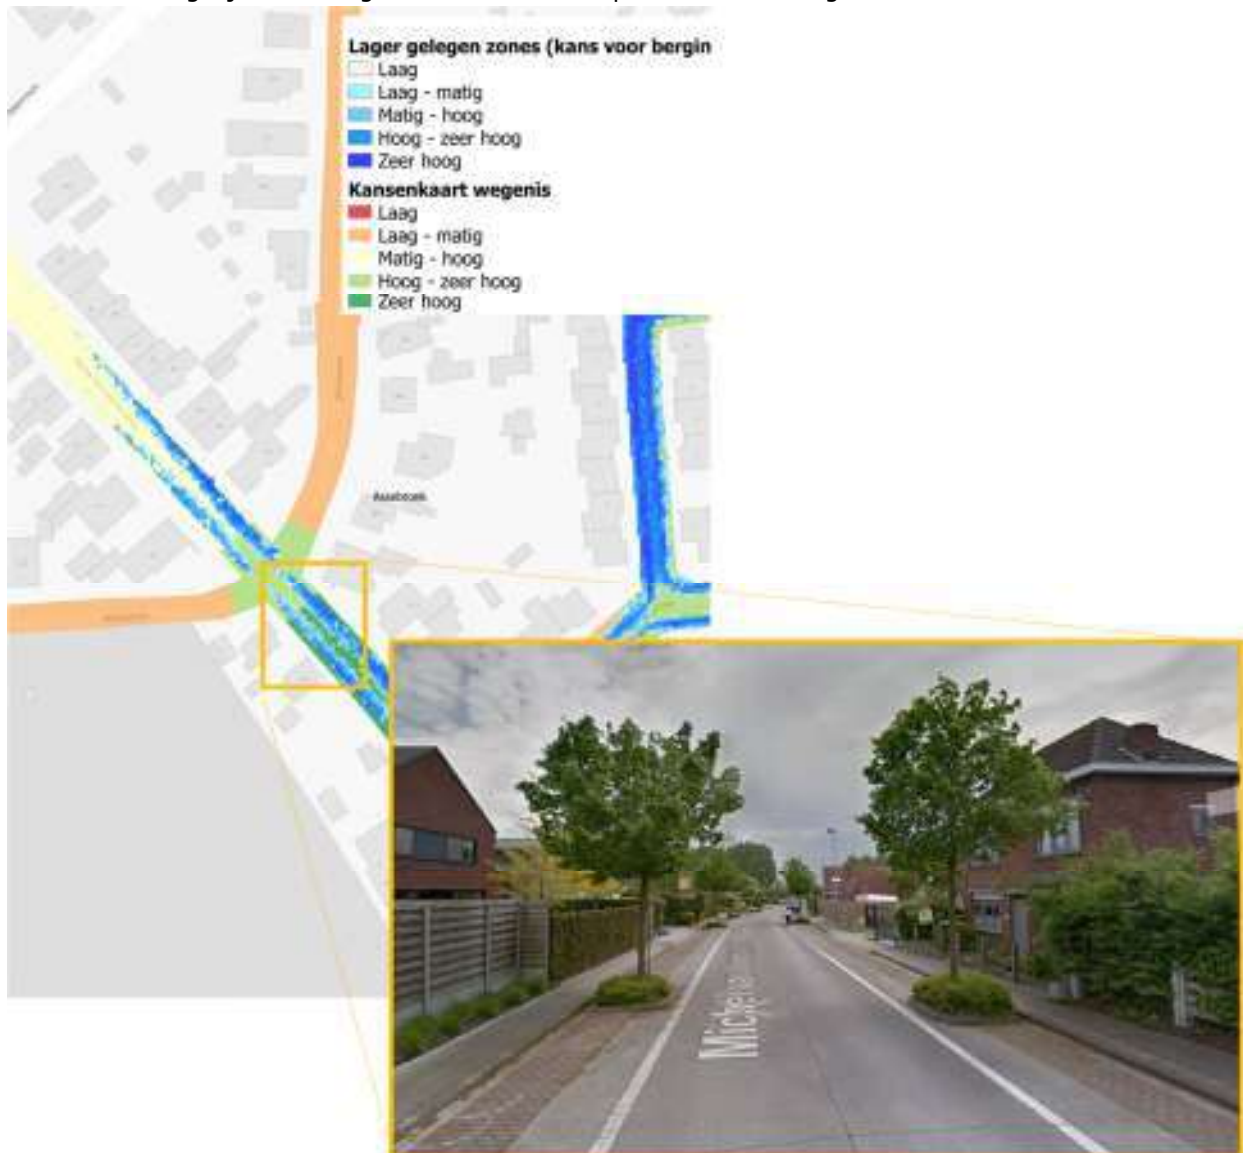 Lager gelegen zones (kans voor bergin
Laag
Laag - matig
Matig - hoog
Hoog - zeer hoog
Zeer hoog
Kansenkaart wegenis
Laag
Laag - matig
Matig - hoog
Hoog - zeer hoog
Zeer hoog
Assebroek